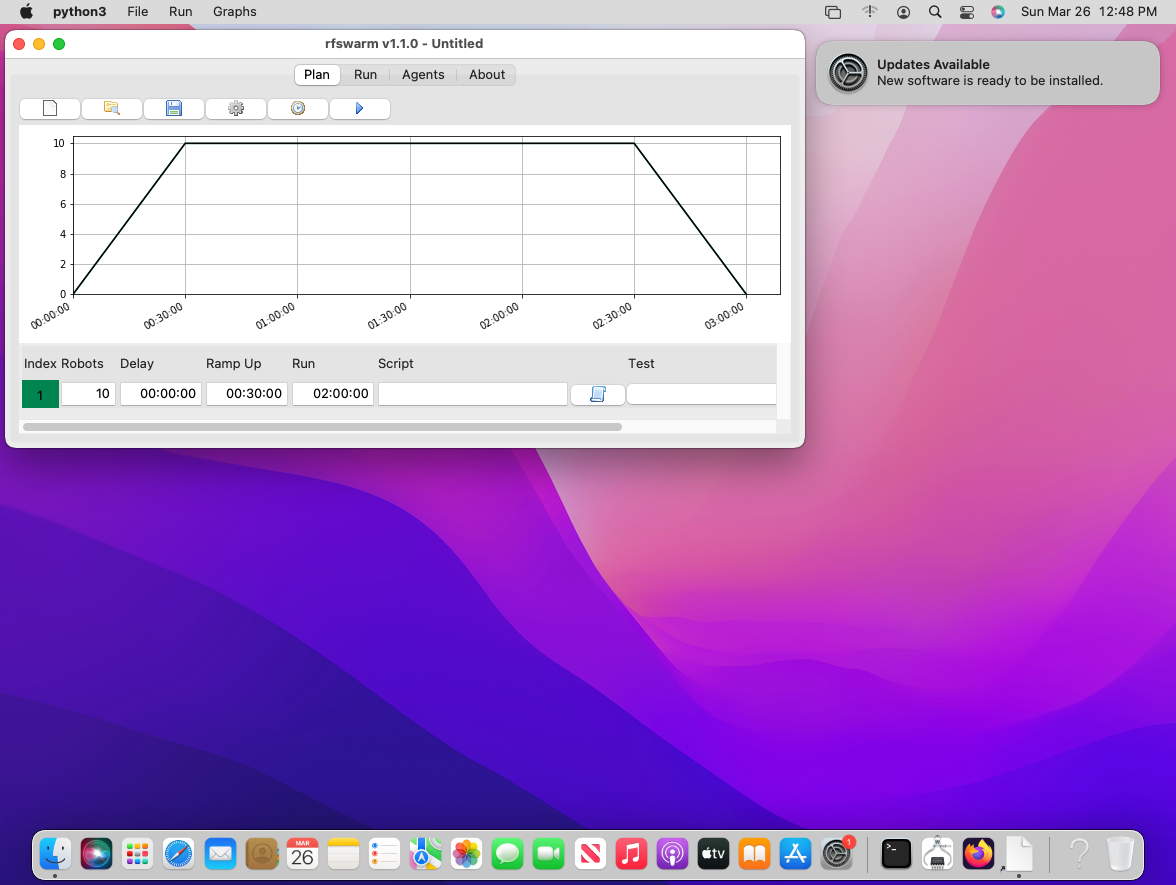 python3 File Run Graphs Sun Mar 26 12:48 PM
rfswarm v1.1.0 - Untitled
Updates Available
New software is ready to be installed.
Plan Run Agents About
10
8
6
4
2
0
00:00:00 00:30:00 01:00:00 01:30:00 02:00:00 02:30:00 03:00:00
Index Robots Delay Ramp Up Run Script Test
1 10 00:00:00 00:30:00 02:00:00
MAR
26
tv
1
>_